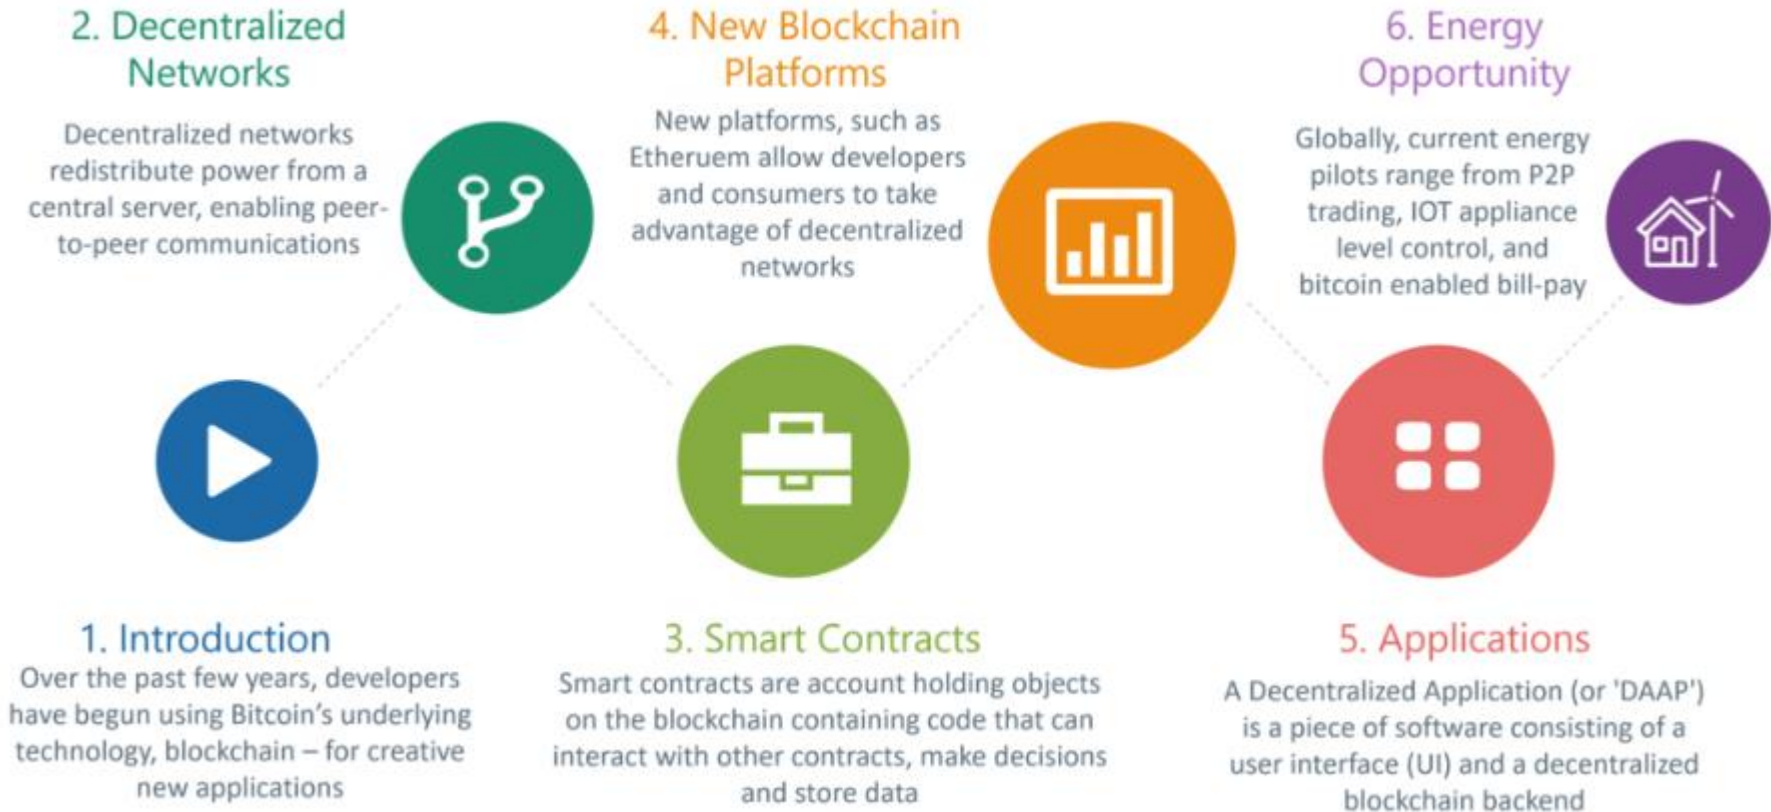 2. Decentralized
Networks
Decentralized networks
redistribute power from a
central server, enabling peer-
to-peer communications
4. New Blockchain
Platforms
New platforms, such as
Etheruem allow developers
and consumers to take
advantage of decentralized
networks
6. Energy
Opportunity
Globally, current energy
pilots range from P2P
trading, IOT appliance
level control, and
bitcoin enabled bill-pay
1. Introduction
Over the past few years, developers
have begun using Bitcoin’s underlying
technology, blockchain – for creative
new applications
3. Smart Contracts
Smart contracts are account holding objects
on the blockchain containing code that can
interact with other contracts, make decisions
and store data
5. Applications
A Decentralized Application (or 'DAAP')
is a piece of software consisting of a
user interface (UI) and a decentralized
blockchain backend